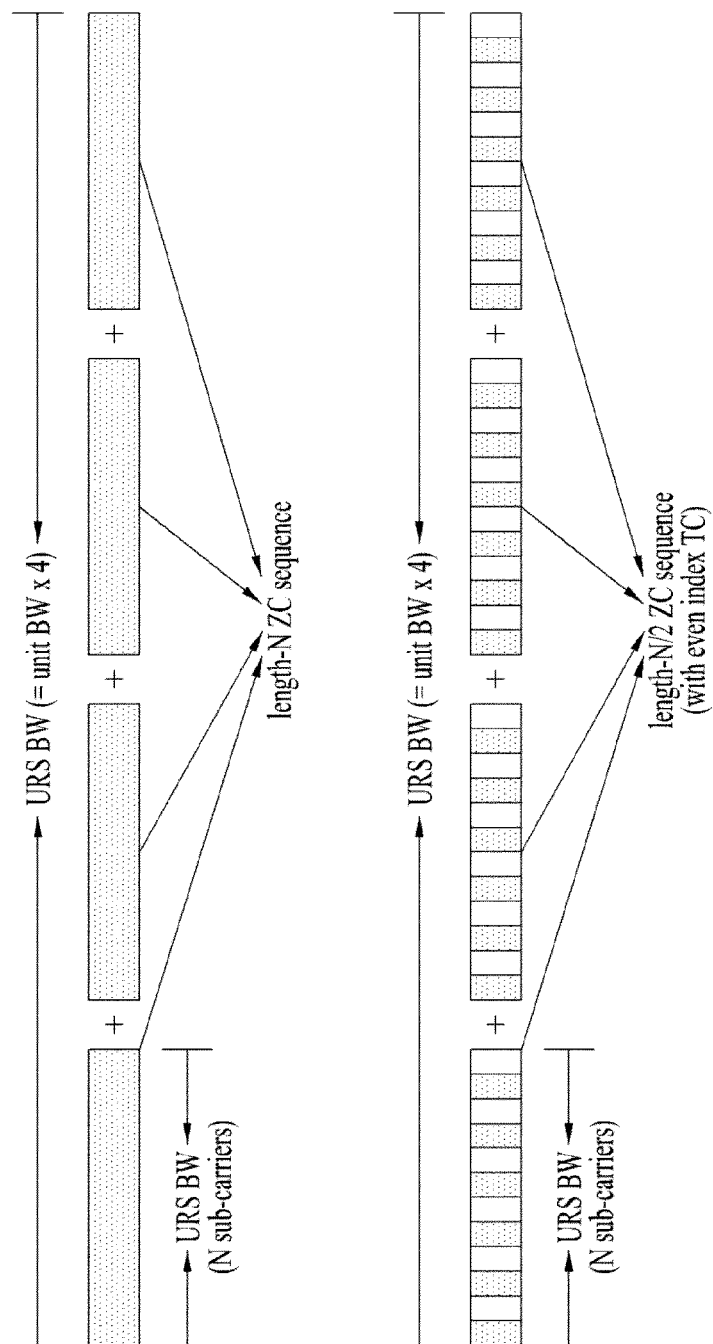 URS BW (= unit BW x 4)
+
+
+
length-N ZC sequence
URS BW
(N sub-carriers)
URS BW (= unit BW x 4)
+
+
+
length-N/2 ZC sequence
(with even index TC)
URS BW
(N sub-carriers)